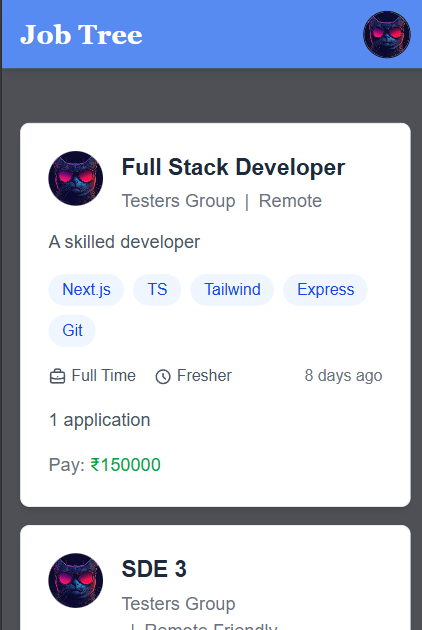 Job Tree
Full Stack Developer
Testers Group | Remote
A skilled developer
Next.js TS Tailwind Express
Git
Full Time Fresher 8 days ago
1 application
Pay: ₹150000
SDE 3
Testers Group
| Remote Friendly